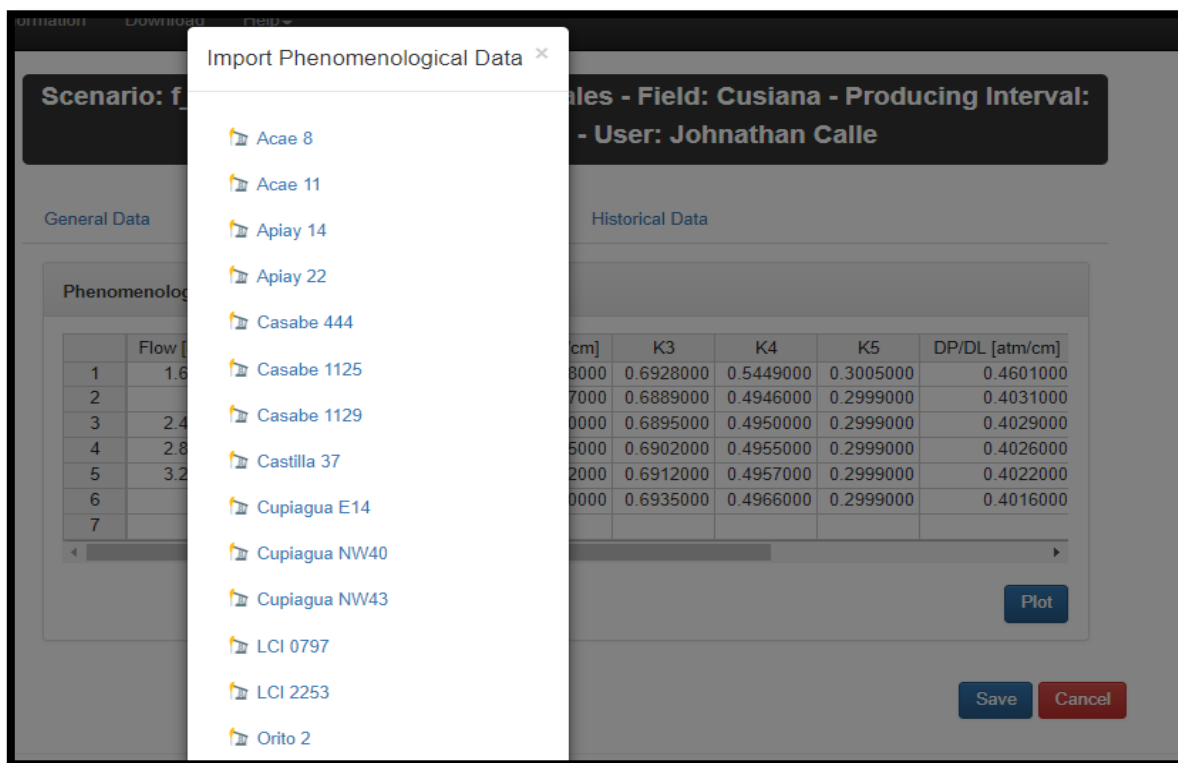 ormation Download Help
Import Phenomenological Data ×
Scenario: f_ ales - Field: Cusiana - Producing Interval:
- User: Johnathan Calle
General Data Historical Data
Acae 8
Acae 11
Apiay 14
Apiay 22
Casabe 444
Casabe 1125
Casabe 1129
Castilla 37
Cupiagua E14
Cupiagua NW40
Cupiagua NW43
LCI 0797
LCI 2253
Orito 2
Phenomenolog
Flow [ /cm] K3 K4 K5 DP/DL [atm/cm]
1 1.6 8000 0.6928000 0.5449000 0.3005000 0.4601000
2 7000 0.6889000 0.4946000 0.2999000 0.4031000
3 2.4 0000 0.6895000 0.4950000 0.2999000 0.4029000
4 2.8 5000 0.6902000 0.4955000 0.2999000 0.4026000
5 3.2 2000 0.6912000 0.4957000 0.2999000 0.4022000
6 0000 0.6935000 0.4966000 0.2999000 0.4016000
7
Plot
Save Cancel